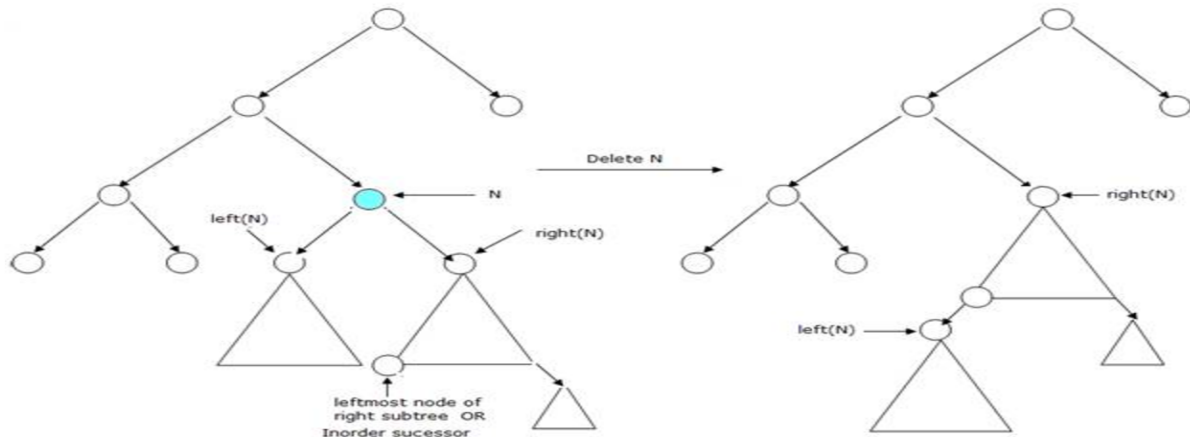 Delete N
N
left(N)
right(N)
right(N)
left(N)
leftmost node of
right subtree OR
Inorder sucessor